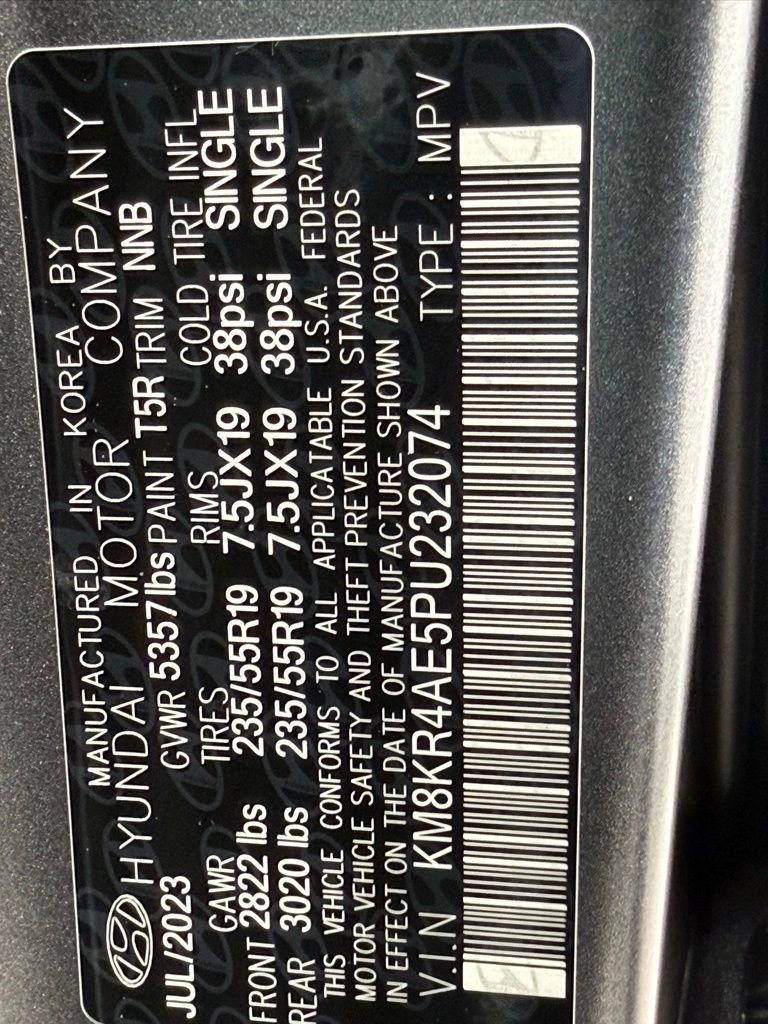 MANUFACTURED IN KOREA BY
HYUNDAI MOTOR COMPANY
JUL/2023 GVWR 5357lbs PAINT T5R TRIM NNB
GAWR TIRES RIMS COLD TIRE INFL
FRONT 2822 lbs 235/55R19 7.5JX19 38psi SINGLE
REAR 3020 lbs 235/55R19 7.5JX19 38psi SINGLE
THIS VEHICLE CONFORMS TO ALL APPLICATABLE U.S.A. FEDERAL
MOTOR VEHICLE SAFETY AND THEFT PREVENTION STANDARDS
IN EFFECT ON THE DATE OF MANUFACTURE SHOWN ABOVE
V.I.N KM8KR4AE5PU232074 TYPE : MPV